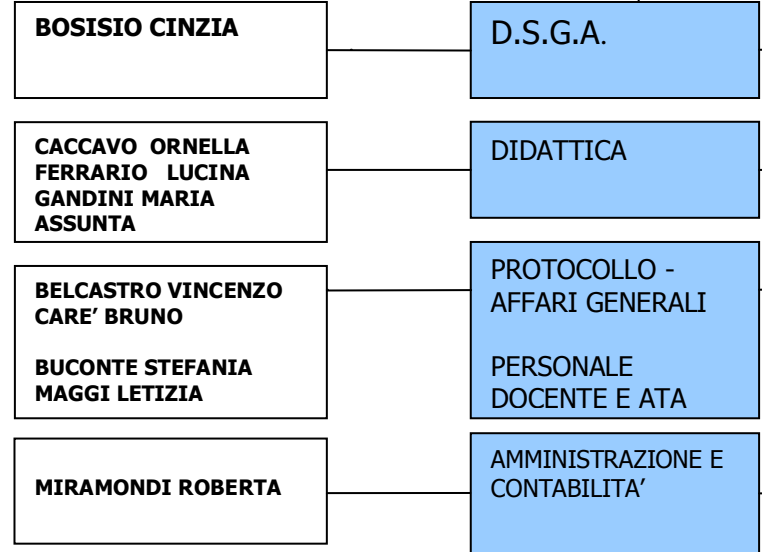 BOSISIO CINZIA
D.S.G.A.
CACCAVO ORNELLA
FERRARIO LUCINA
GANDINI MARIA
ASSUNTA
DIDATTICA
BELCASTRO VINCENZO
CARE’ BRUNO
BUCONTE STEFANIA
MAGGI LETIZIA
PROTOCOLLO -
AFFARI GENERALI
PERSONALE
DOCENTE E ATA
MIRAMONDI ROBERTA
AMMINISTRAZIONE E
CONTABILITA’